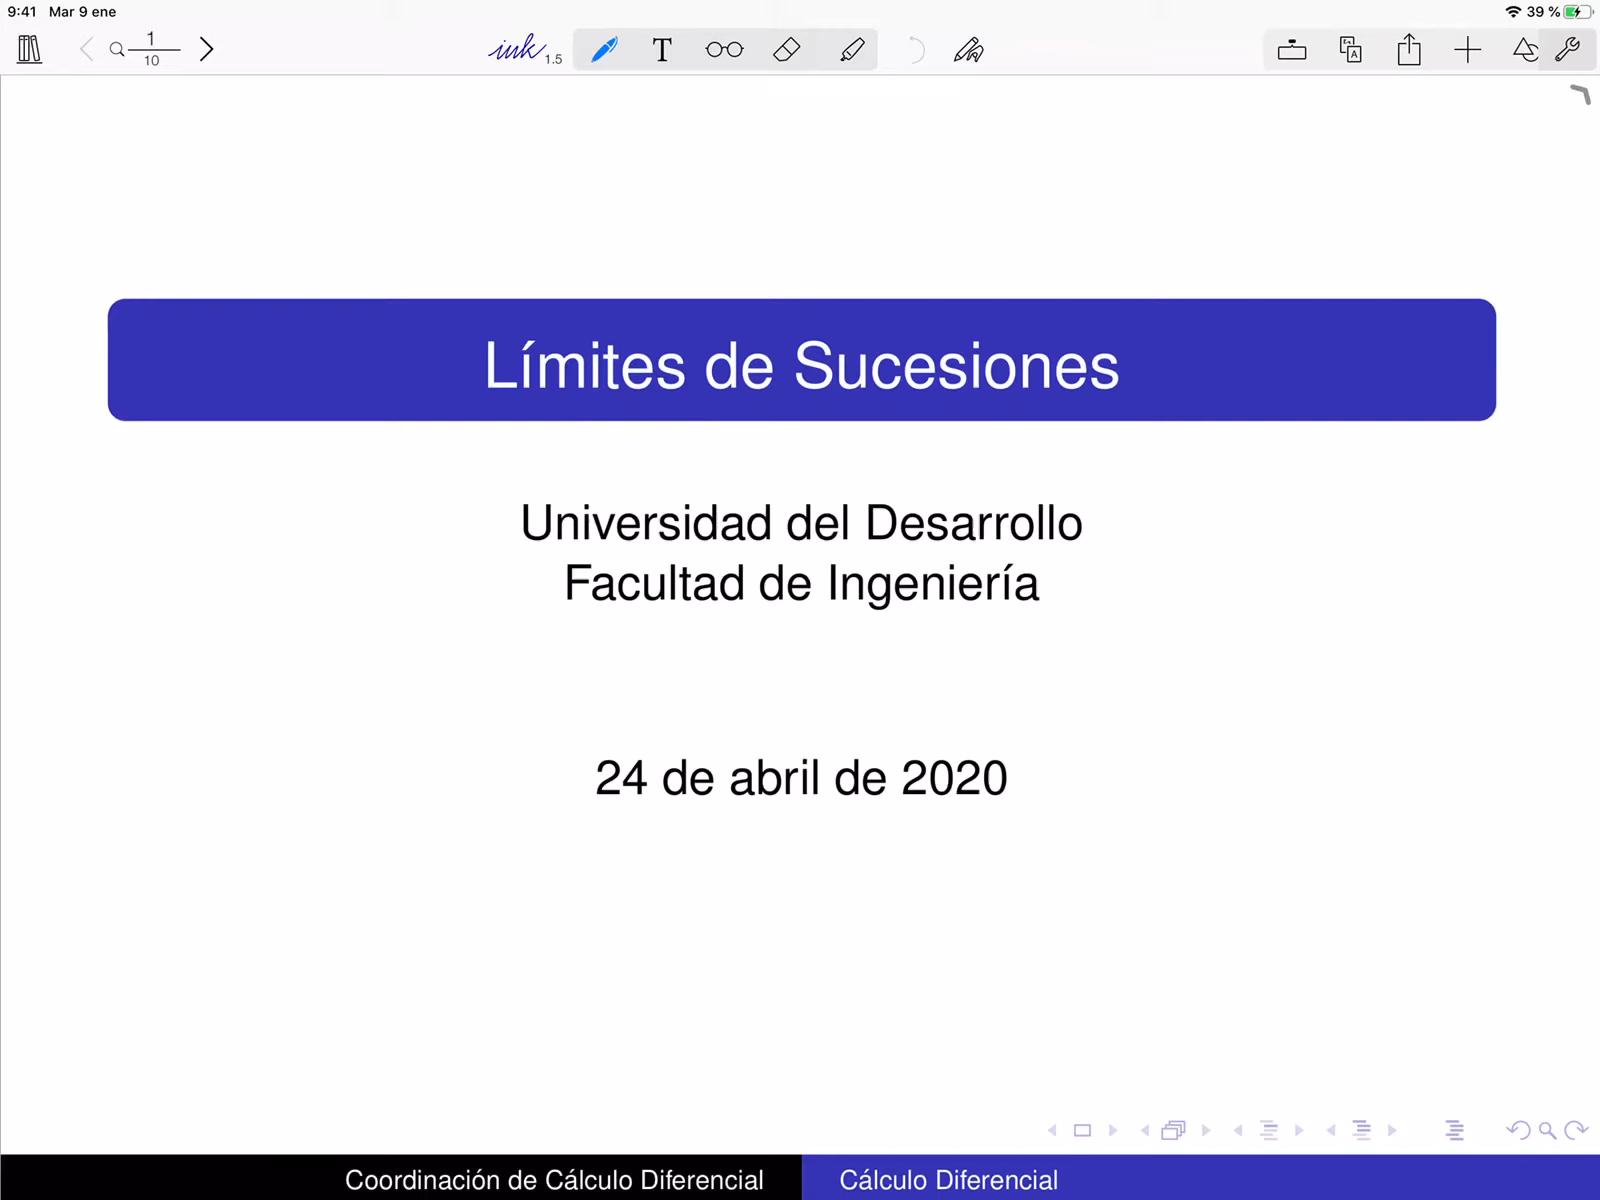 9:41 Mar 9 ene
39 %
1
10
ink 1.5
T
A
Límites de Sucesiones
Universidad del Desarrollo
Facultad de Ingeniería
24 de abril de 2020
Coordinación de Cálculo Diferencial
Cálculo Diferencial